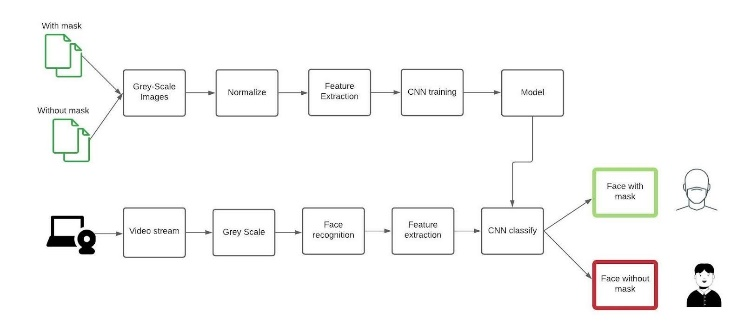 With mask
Without mask
Grey-Scale
Images
Normalize
Feature
Extraction
CNN training
Model
Video stream
Grey Scale
Face
recognition
Feature
extraction
CNN classify
Face with
mask
Face without
mask